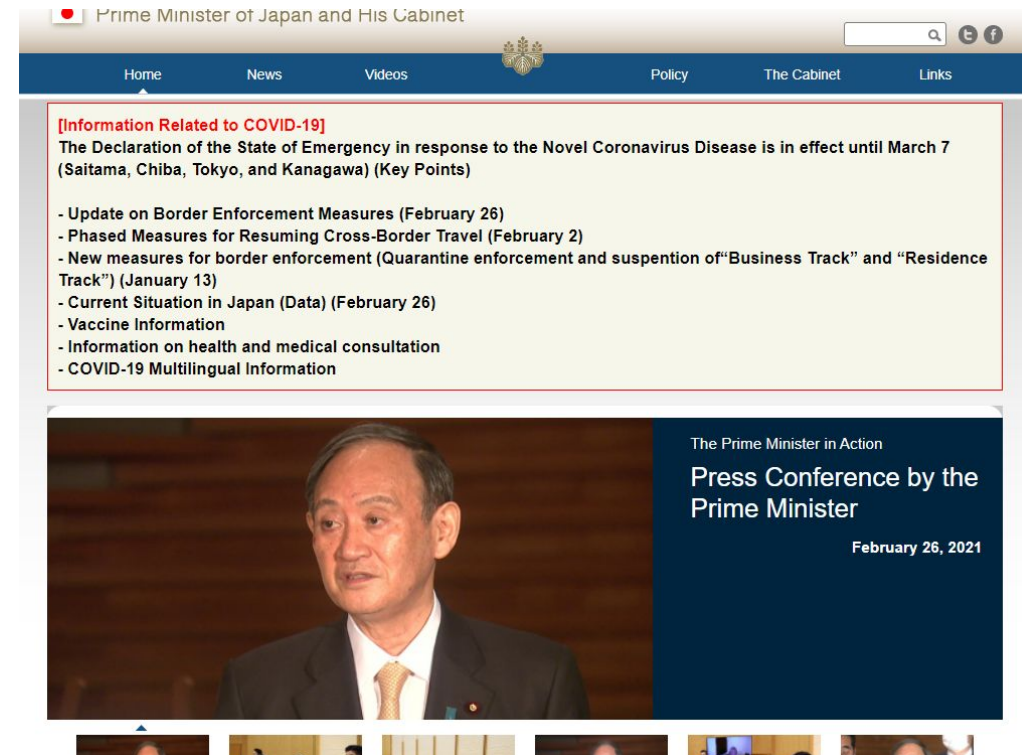 Prime Minister of Japan and His Cabinet
Home News Videos Policy The Cabinet Links
[Information Related to COVID-19]
The Declaration of the State of Emergency in response to the Novel Coronavirus Disease is in effect until March 7
(Saitama, Chiba, Tokyo, and Kanagawa) (Key Points)
- Update on Border Enforcement Measures (February 26)
- Phased Measures for Resuming Cross-Border Travel (February 2)
- New measures for border enforcement (Quarantine enforcement and suspention of“Business Track” and “Residence
Track”) (January 13)
- Current Situation in Japan (Data) (February 26)
- Vaccine Information
- Information on health and medical consultation
- COVID-19 Multilingual Information
The Prime Minister in Action
Press Conference by the
Prime Minister
February 26, 2021